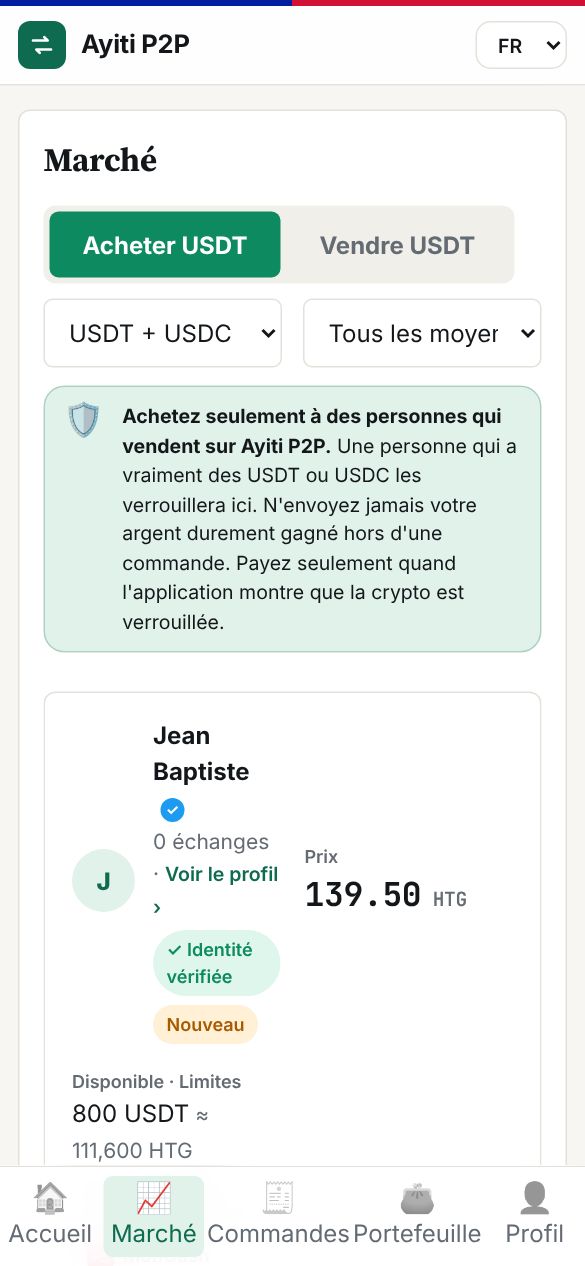 Ayiti P2P
FR
Marché
Acheter USDT
Vendre USDT
USDT + USDC
Tous les moyer
Achetez seulement à des personnes qui
vendent sur Ayiti P2P. Une personne qui a
vraiment des USDT ou USDC les
verrouillera ici. N'envoyez jamais votre
argent durement gagné hors d'une
commande. Payez seulement quand
l'application montre que la crypto est
verrouillée.
J
Jean
Baptiste
0 échanges
· Voir le profil
›
✓ Identité
vérifiée
Nouveau
Prix
139.50 HTG
Disponible · Limites
800 USDT ≈
111,600 HTG
Accueil
Marché
Commandes
Portefeuille
Profil